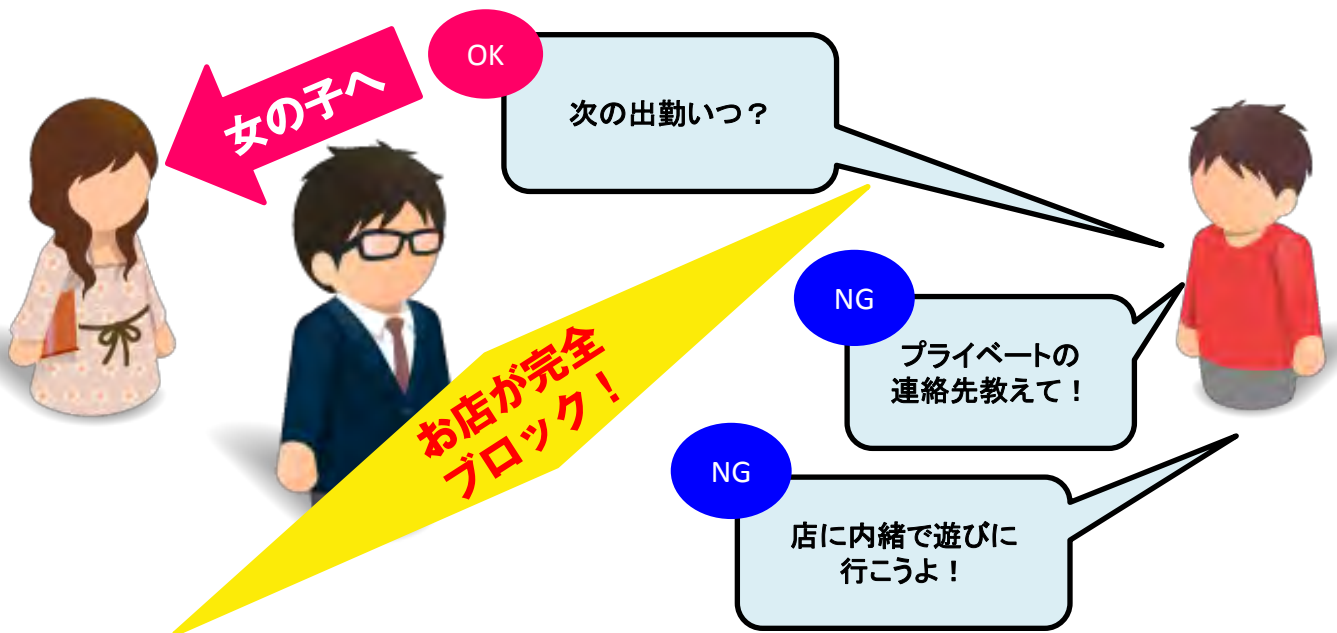 OK
女の子へ
次の出勤いつ？
NG
プライベートの
連絡先教えて！
お店が完全
ブロック！
NG
店に内緒で遊びに
行こうよ！